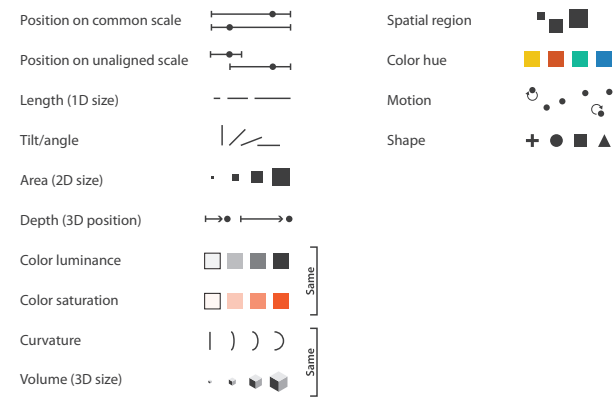 Position on common scale
Position on unaligned scale
Length (1D size)
Tilt/angle
Area (2D size)
Depth (3D position)
Color luminance
Color saturation
Same
Curvature
Volume (3D size)
Same
Spatial region
Color hue
Motion
Shape